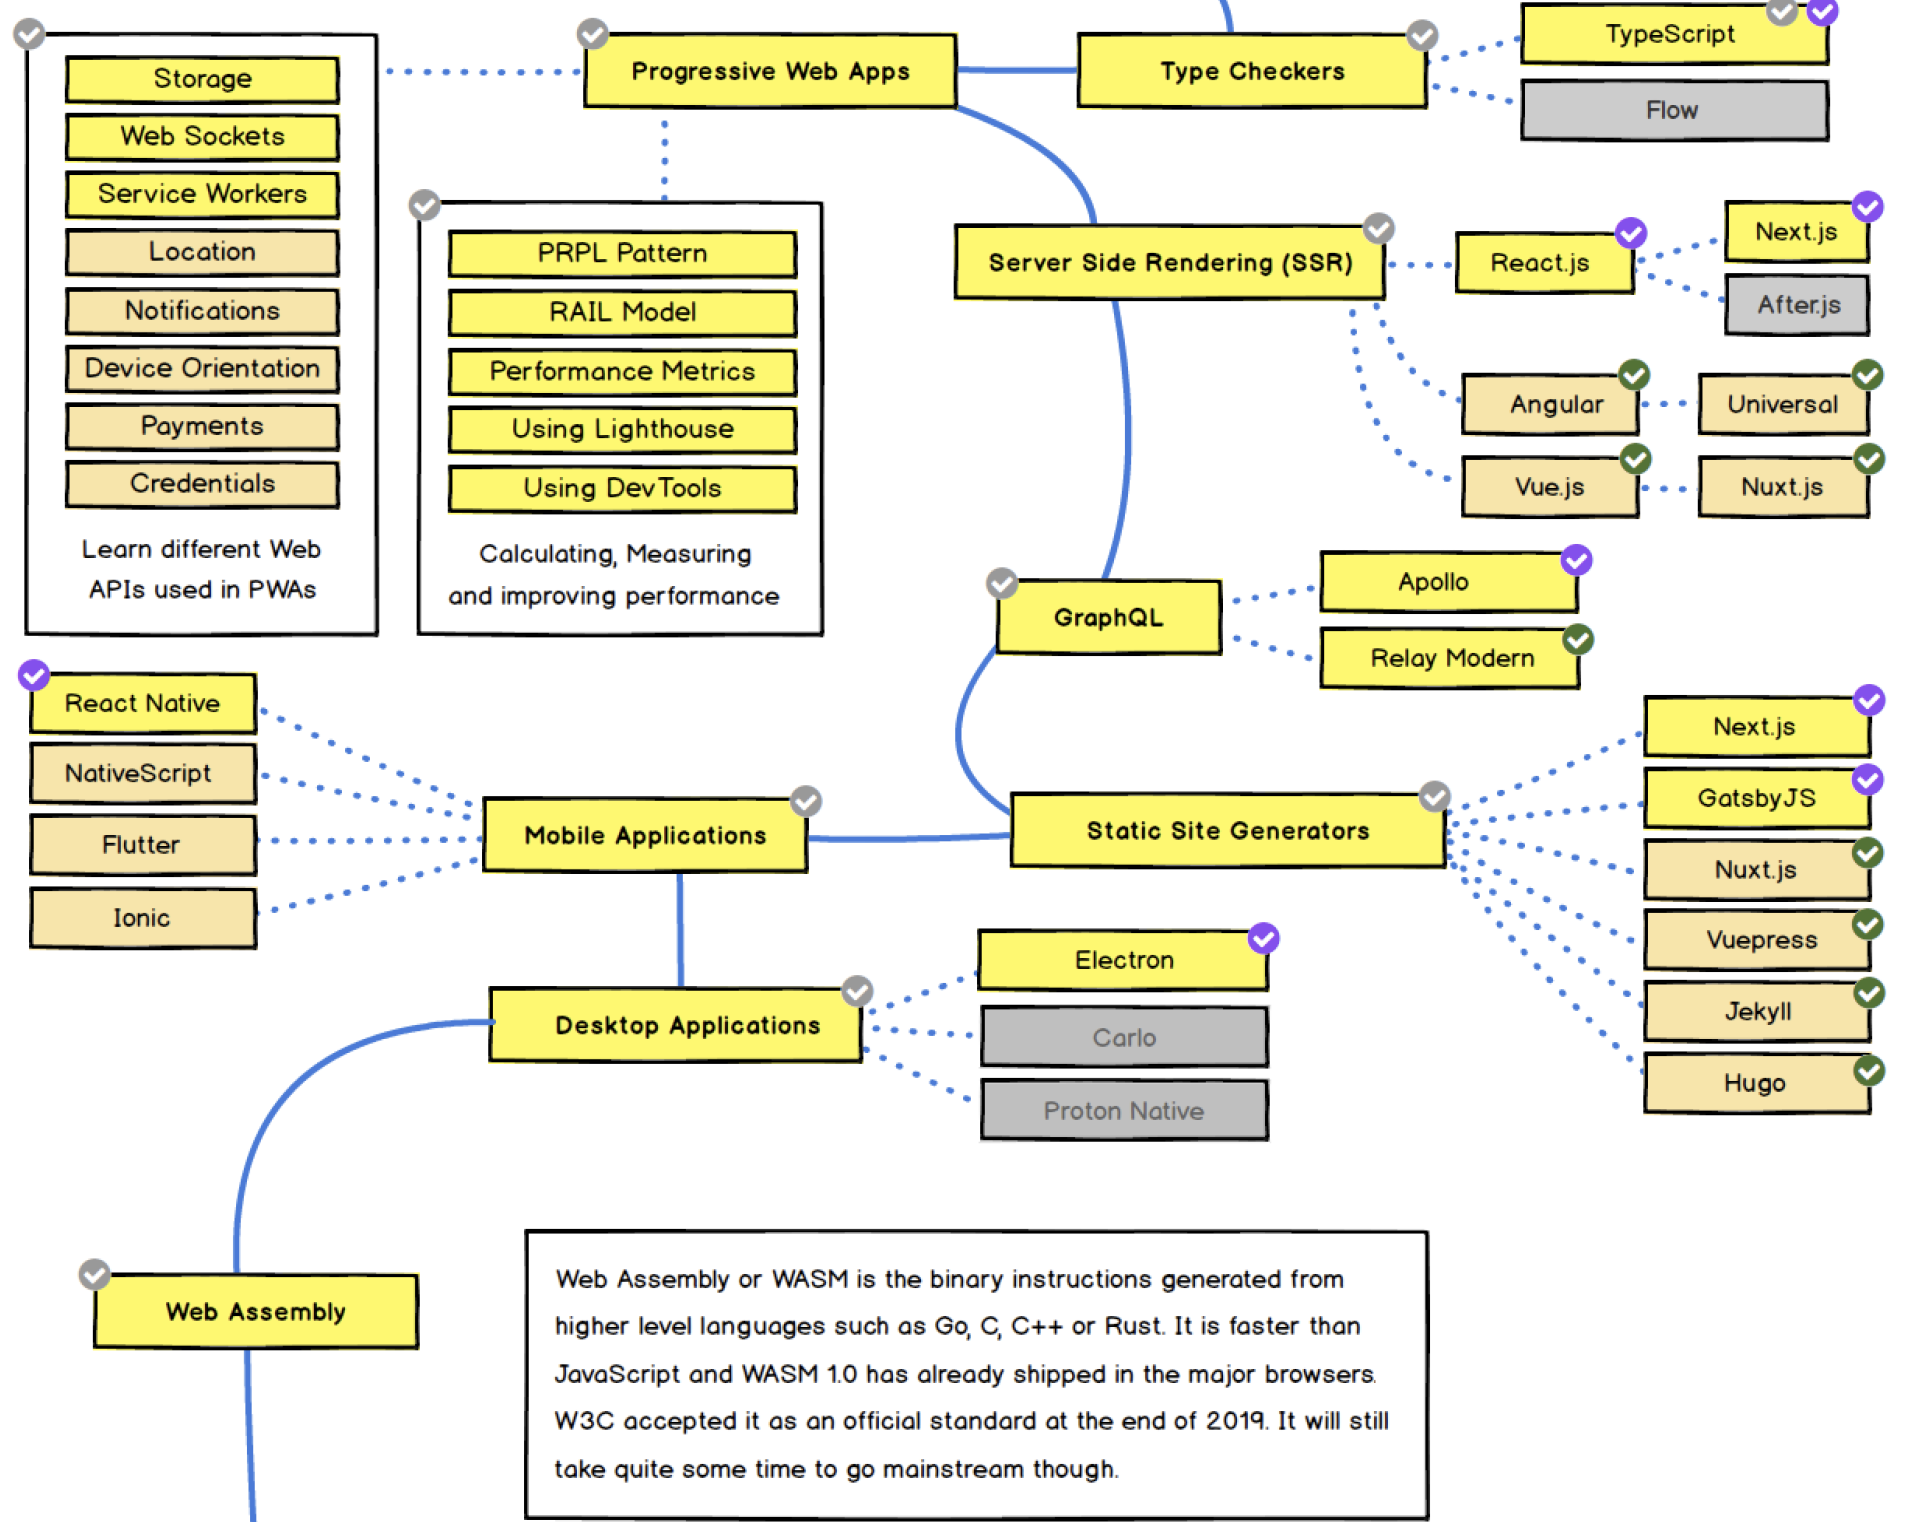 Storage
Web Sockets
Service Workers
Location
Notifications
Device Orientation
Payments
Credentials
Learn different Web
APIs used in PWAs
Progressive Web Apps
PRPL Pattern
RAIL Model
Performance Metrics
Using Lighthouse
Using DevTools
Calculating, Measuring
and improving performance
Type Checkers
TypeScript
Flow
Server Side Rendering (SSR)
React.js
Next.js
After.js
Angular
Universal
Vue.js
Nuxt.js
GraphQL
Apollo
Relay Modern
React Native
NativeScript
Flutter
Ionic
Mobile Applications
Static Site Generators
Next.js
GatsbyJS
Nuxt.js
Vuepress
Jekyll
Hugo
Desktop Applications
Electron
Carlo
Proton Native
Web Assembly
Web Assembly or WASM is the binary instructions generated from
higher level languages such as Go, C, C++ or Rust. It is faster than
JavaScript and WASM 1.0 has already shipped in the major browsers.
W3C accepted it as an official standard at the end of 2019. It will still
take quite some time to go mainstream though.